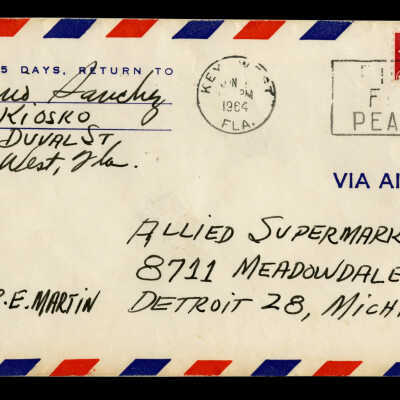 5 DAYS, RETURN TO
Sanchez
KIOSKO
DUVAL ST
West, Fla.
KEY WEST
PM
1964
FLA.
F
PEA
VIA AI
ALLIED SUPERMARK
8711 MEADOWDALE
DETROIT 28, MICH
P.E. MARTIN